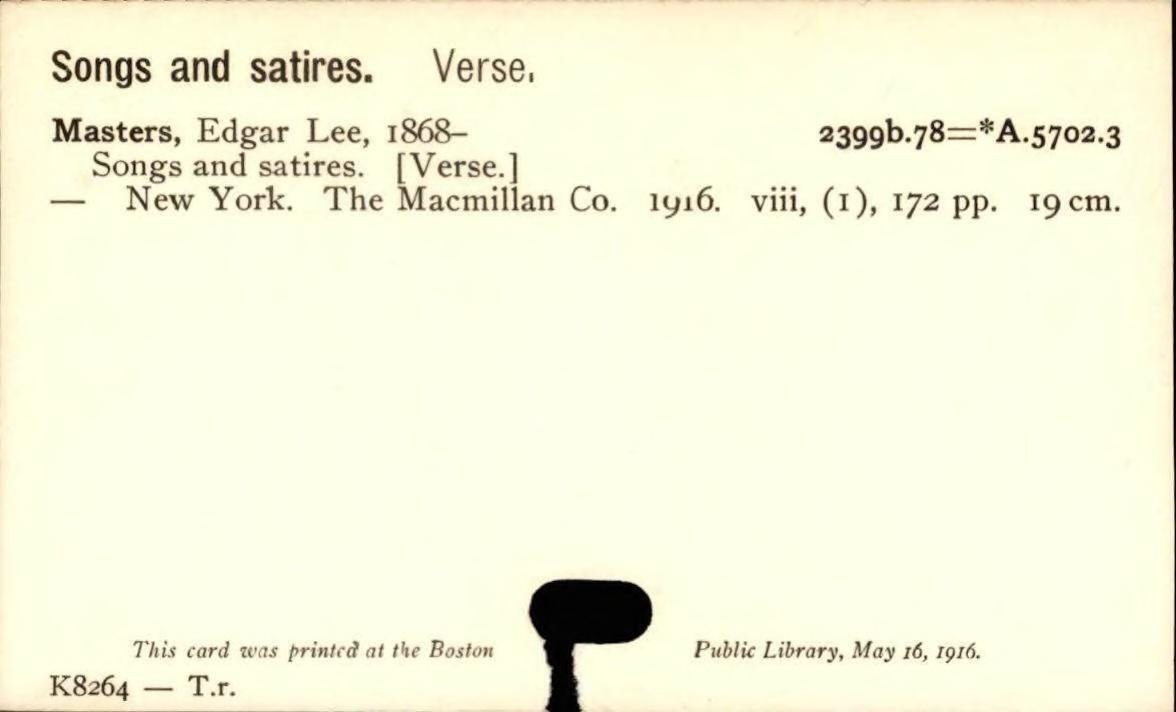 Songs and satires. Verse.
Masters, Edgar Lee, 1868– 2399b.78=*A.5702.3
Songs and satires. [Verse.]
— New York. The Macmillan Co. 1916. viii, (1), 172 pp. 19 cm.
This card was printed at the Boston Public Library, May 16, 1916.
K8264 — T.r.